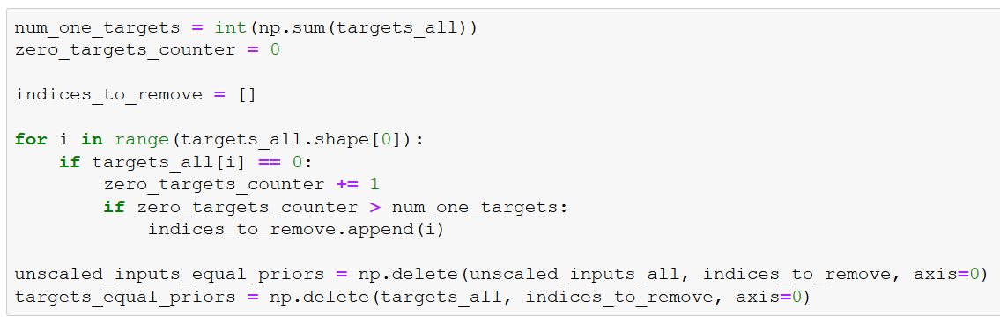 num_one_targets = int(np.sum(targets_all))
zero_targets_counter = 0

indices_to_remove = []

for i in range(targets_all.shape[0]):
    if targets_all[i] == 0:
        zero_targets_counter += 1
        if zero_targets_counter > num_one_targets:
            indices_to_remove.append(i)

unscaled_inputs_equal_priors = np.delete(unscaled_inputs_all, indices_to_remove, axis=0)
targets_equal_priors = np.delete(targets_all, indices_to_remove, axis=0)